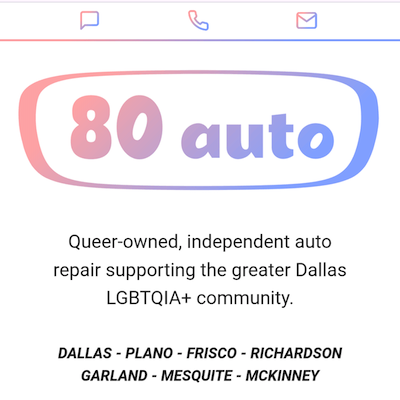 80 auto
Queer-owned, independent auto
repair supporting the greater Dallas
LGBTQIA+ community.
DALLAS - PLANO - FRISCO - RICHARDSON
GARLAND - MESQUITE - MCKINNEY